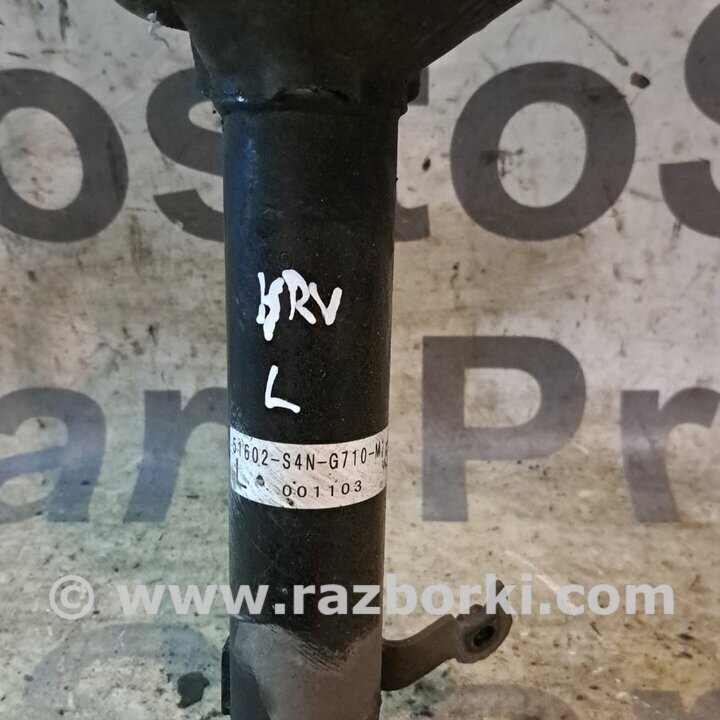 HRV
L
51602-S4N-G710-M1
L 001103
© www.razborki.com